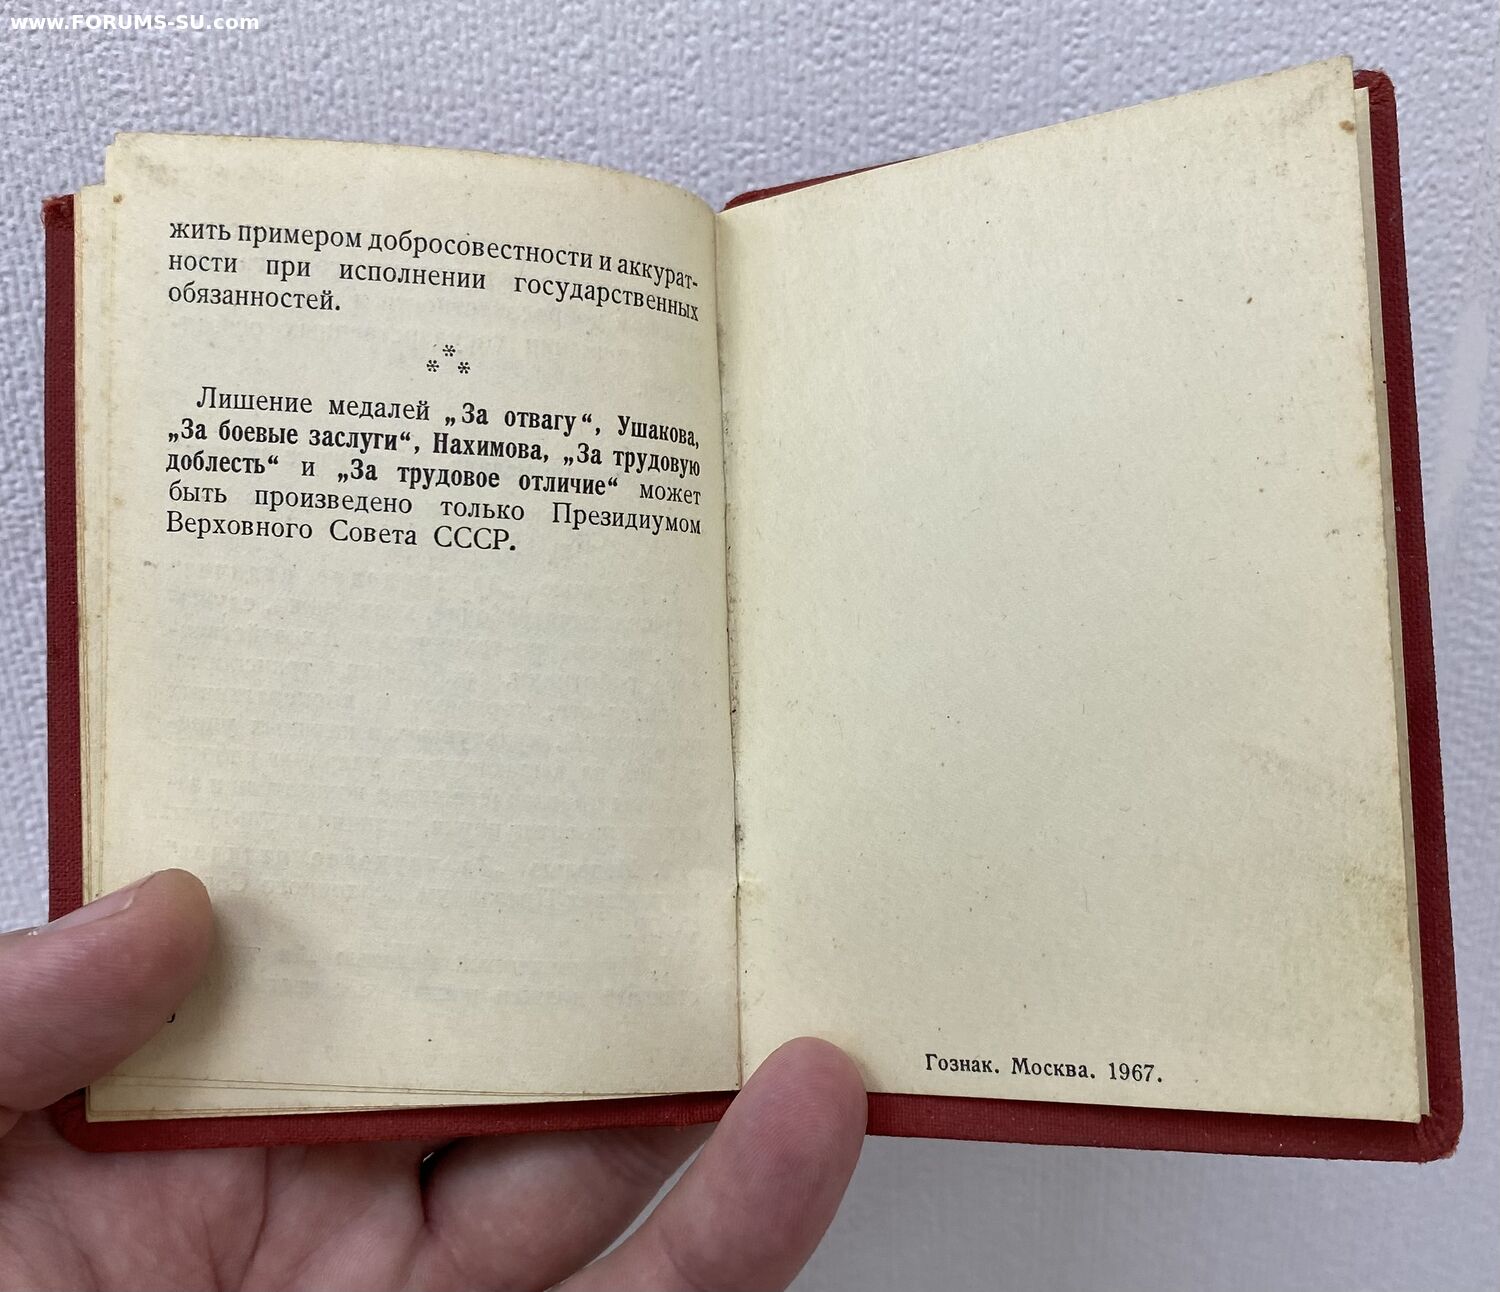 www.FORUMS-SU.com
жить примером добросовестности и аккурат-
ности при исполнении государственных
обязанностей.
*
* *
Лишение медалей „За отвагу“, Ушакова,
„За боевые заслуги“, Нахимова, „За трудовую
доблесть“ и „За трудовое отличие“ может
быть произведено только Президиумом
Верховного Совета СССР.
Гознак. Москва. 1967.